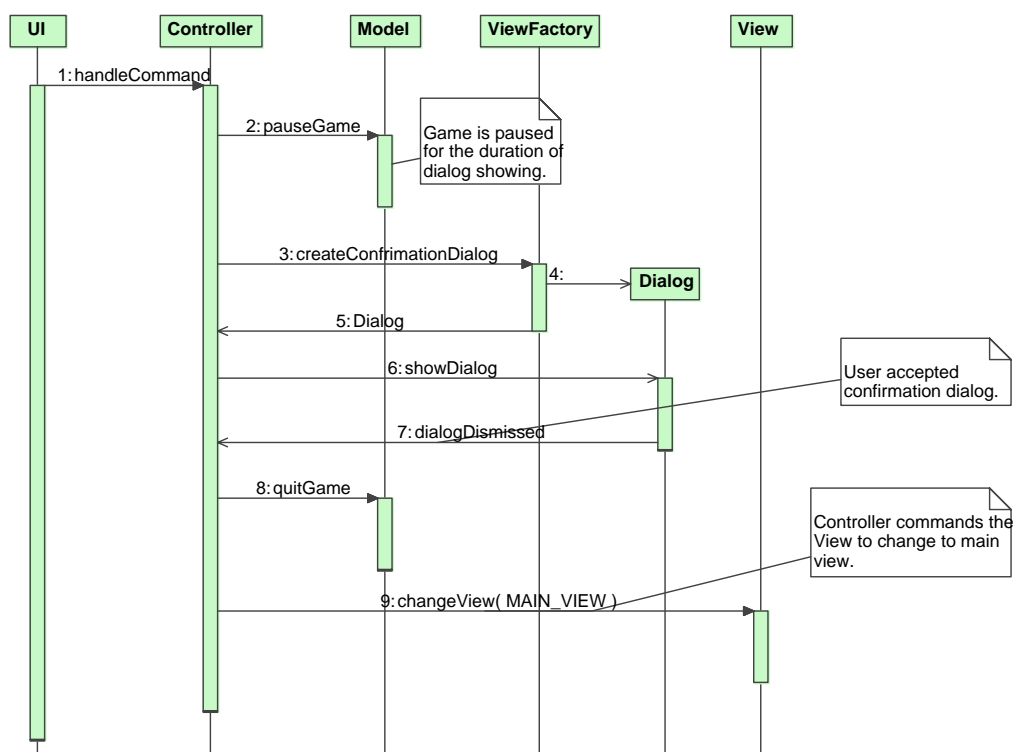 UI
Controller
Model
ViewFactory
View
1:handleCommand
2:pauseGame
Game is paused
for the duration of
dialog showing.
3:createConfrimationDialog
4:
Dialog
5:Dialog
6:showDialog
User accepted
confirmation dialog.
7:dialogDismissed
8:quitGame
Controller commands the
View to change to main
view.
9:changeView( MAIN_VIEW )